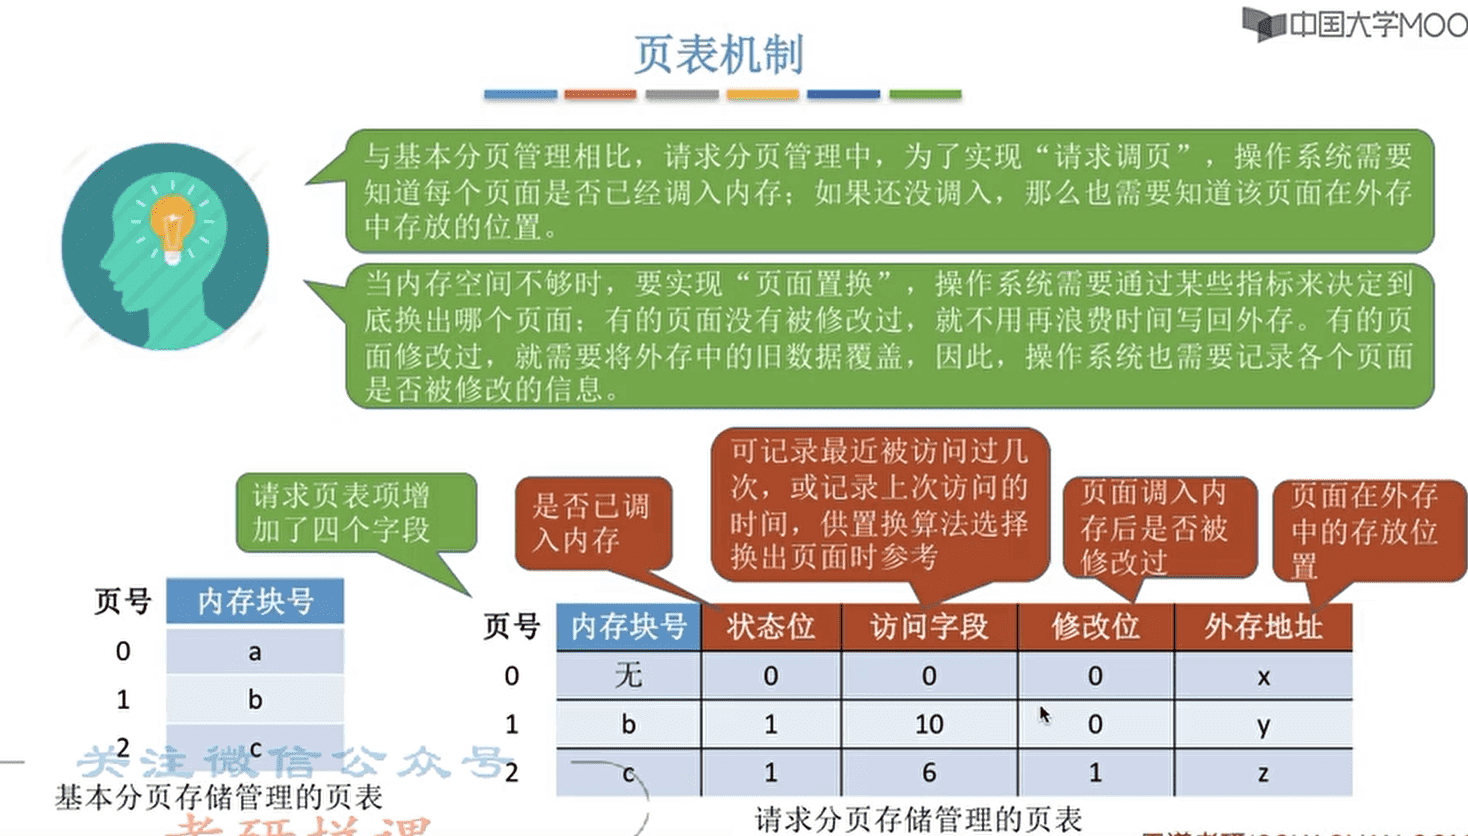 中国大学MOO
页表机制
与基本分页管理相比，请求分页管理中，为了实现“请求调页”，操作系统需要
知道每个页面是否已经调入内存；如果还没调入，那么也需要知道该页面在外存
中存放的位置。
当内存空间不够时，要实现“页面置换”，操作系统需要通过某些指标来决定到
底换出哪个页面；有的页面没有被修改过，就不用再浪费时间写回外存。有的页
面修改过，就需要将外存中的旧数据覆盖，因此，操作系统也需要记录各个页面
是否被修改的信息。
请求页表项增
加了四个字段
是否已调
入内存
可记录最近被访问过几
次，或记录上次访问的
时间，供置换算法选择
换出页面时参考
页面调入内
存后是否被
修改过
页面在外存
中的存放位
置
页号 内存块号
0 a
1 b
2 c
基本分页存储管理的页表
页号 内存块号 状态位 访问字段 修改位 外存地址
0 无 0 0 0 x
1 b 1 10 0 y
2 c 1 6 1 z
请求分页存储管理的页表
关注微信公众号